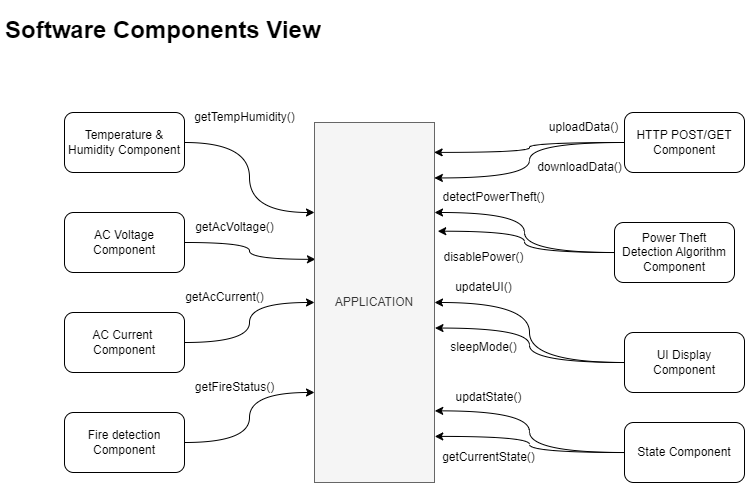 Software Components View
getTempHumidity()
Temperature &
Humidity Component
uploadData()
HTTP POST/GET
Component
downloadData()
detectPowerTheft()
AC Voltage
Component
getAcVoltage()
Power Theft
Detection Algorithm
Component
disablePower()
getAcCurrent()
updateUI()
APPLICATION
AC Current
Component
sleepMode()
UI Display
Component
getFireStatus()
updatState()
Fire detection
Component
getCurrentState()
State Component